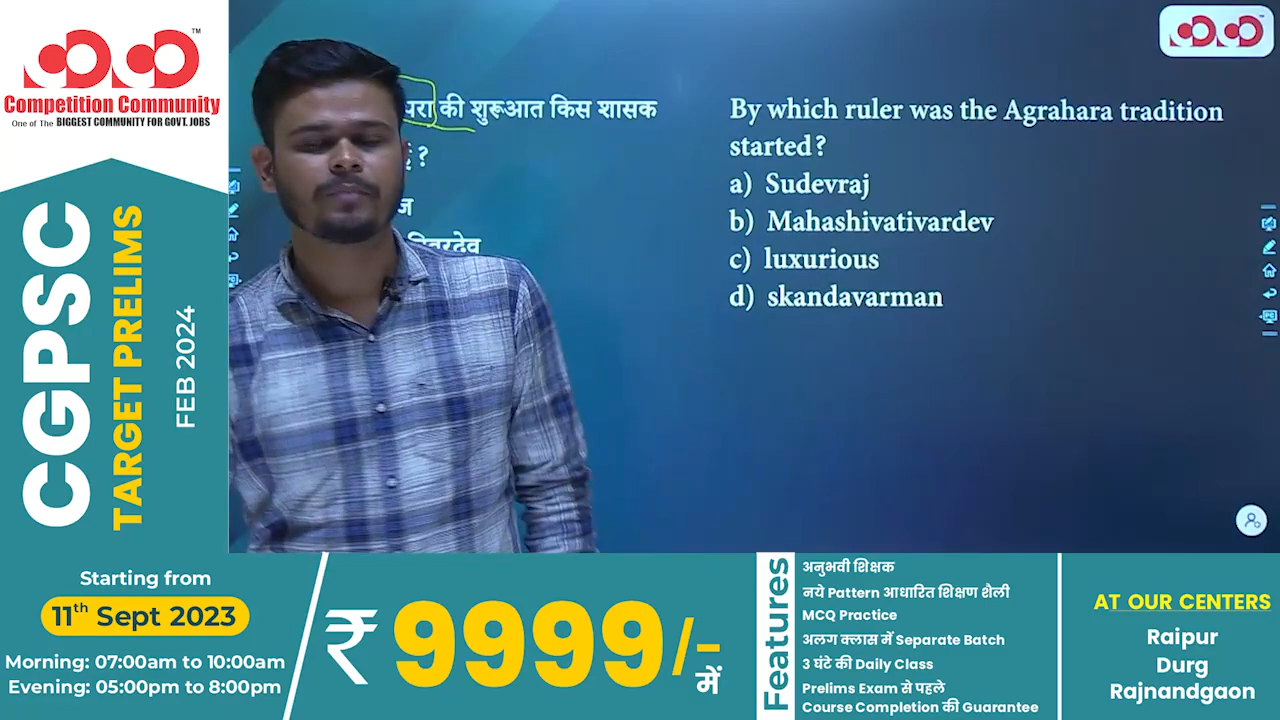 TM
Competition Community
One of The BIGGEST COMMUNITY FOR GOVT. JOBS
CGPSC
TARGET PRELIMS
FEB 2024
की शुरूआत किस शासक
?
By which ruler was the Agrahara tradition
started?
a) Sudevraj
b) Mahashivativardev
c) luxurious
d) skandavarman
Starting from
11th Sept 2023
Morning: 07:00am to 10:00am
Evening: 05:00pm to 8:00pm
₹ 9999/-
में
Features
अनुभवी शिक्षक
नये Pattern आधारित शिक्षण शैली
MCQ Practice
अलग क्लास में Separate Batch
3 घंटे की Daily Class
Prelims Exam से पहले
Course Completion की Guarantee
AT OUR CENTERS
Raipur
Durg
Rajnandgaon